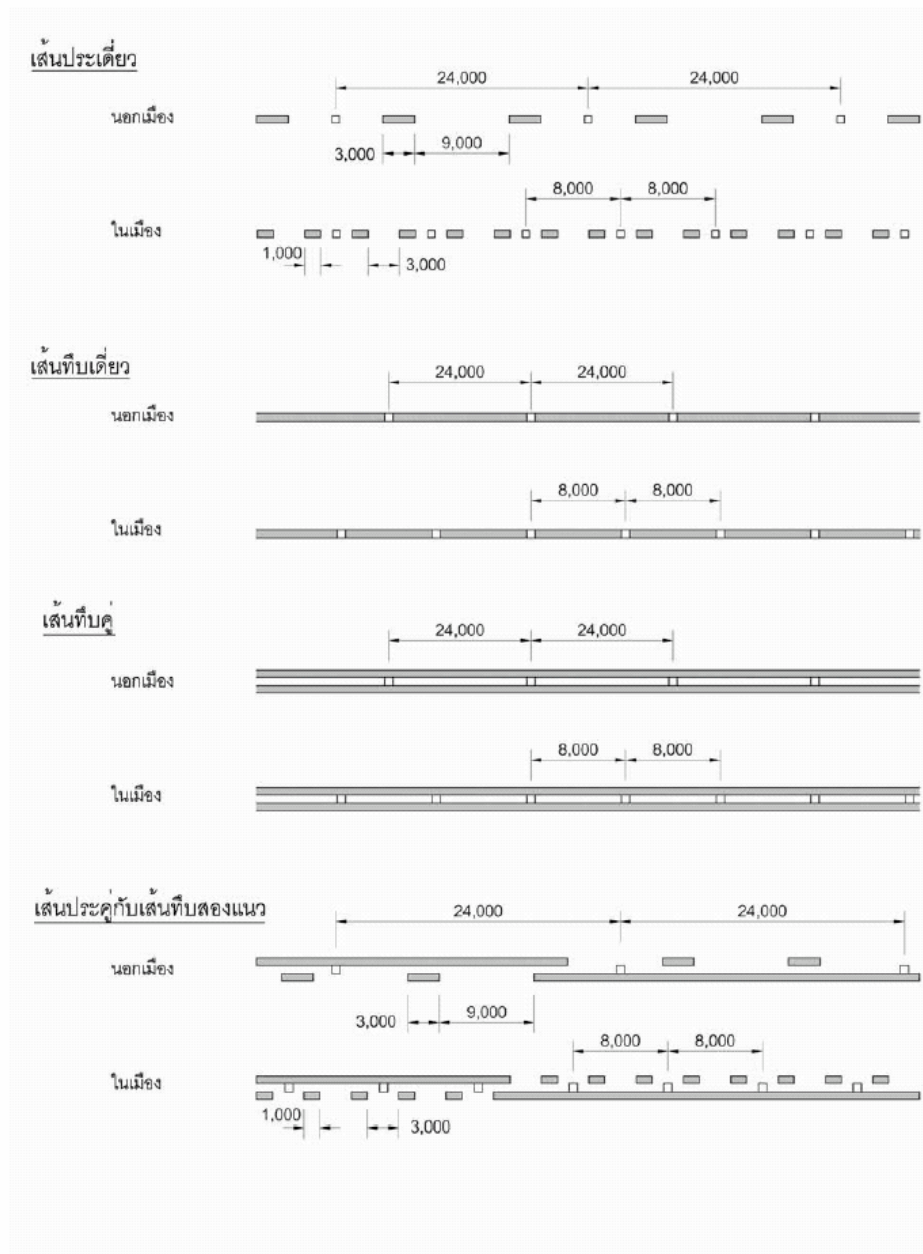 เส้นประเดี่ยว
24,000 24,000
นอกเมือง
3,000 9,000
8,000 8,000
ในเมือง
1,000 3,000
เส้นทึบเดี่ยว
24,000 24,000
นอกเมือง
8,000 8,000
ในเมือง
เส้นทึบคู่
24,000 24,000
นอกเมือง
8,000 8,000
ในเมือง
เส้นประคู่กับเส้นทึบสองแนว
24,000 24,000
นอกเมือง
3,000 9,000
8,000 8,000
ในเมือง
1,000 3,000